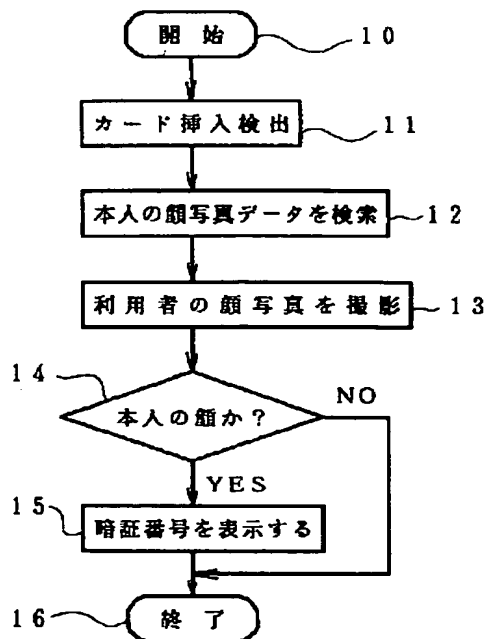 開始 10
カード挿入検出 11
本人の顔写真データを検索 12
利用者の顔写真を撮影 13
14
本人の顔か? NO
YES
15
暗証番号を表示する
16 終了